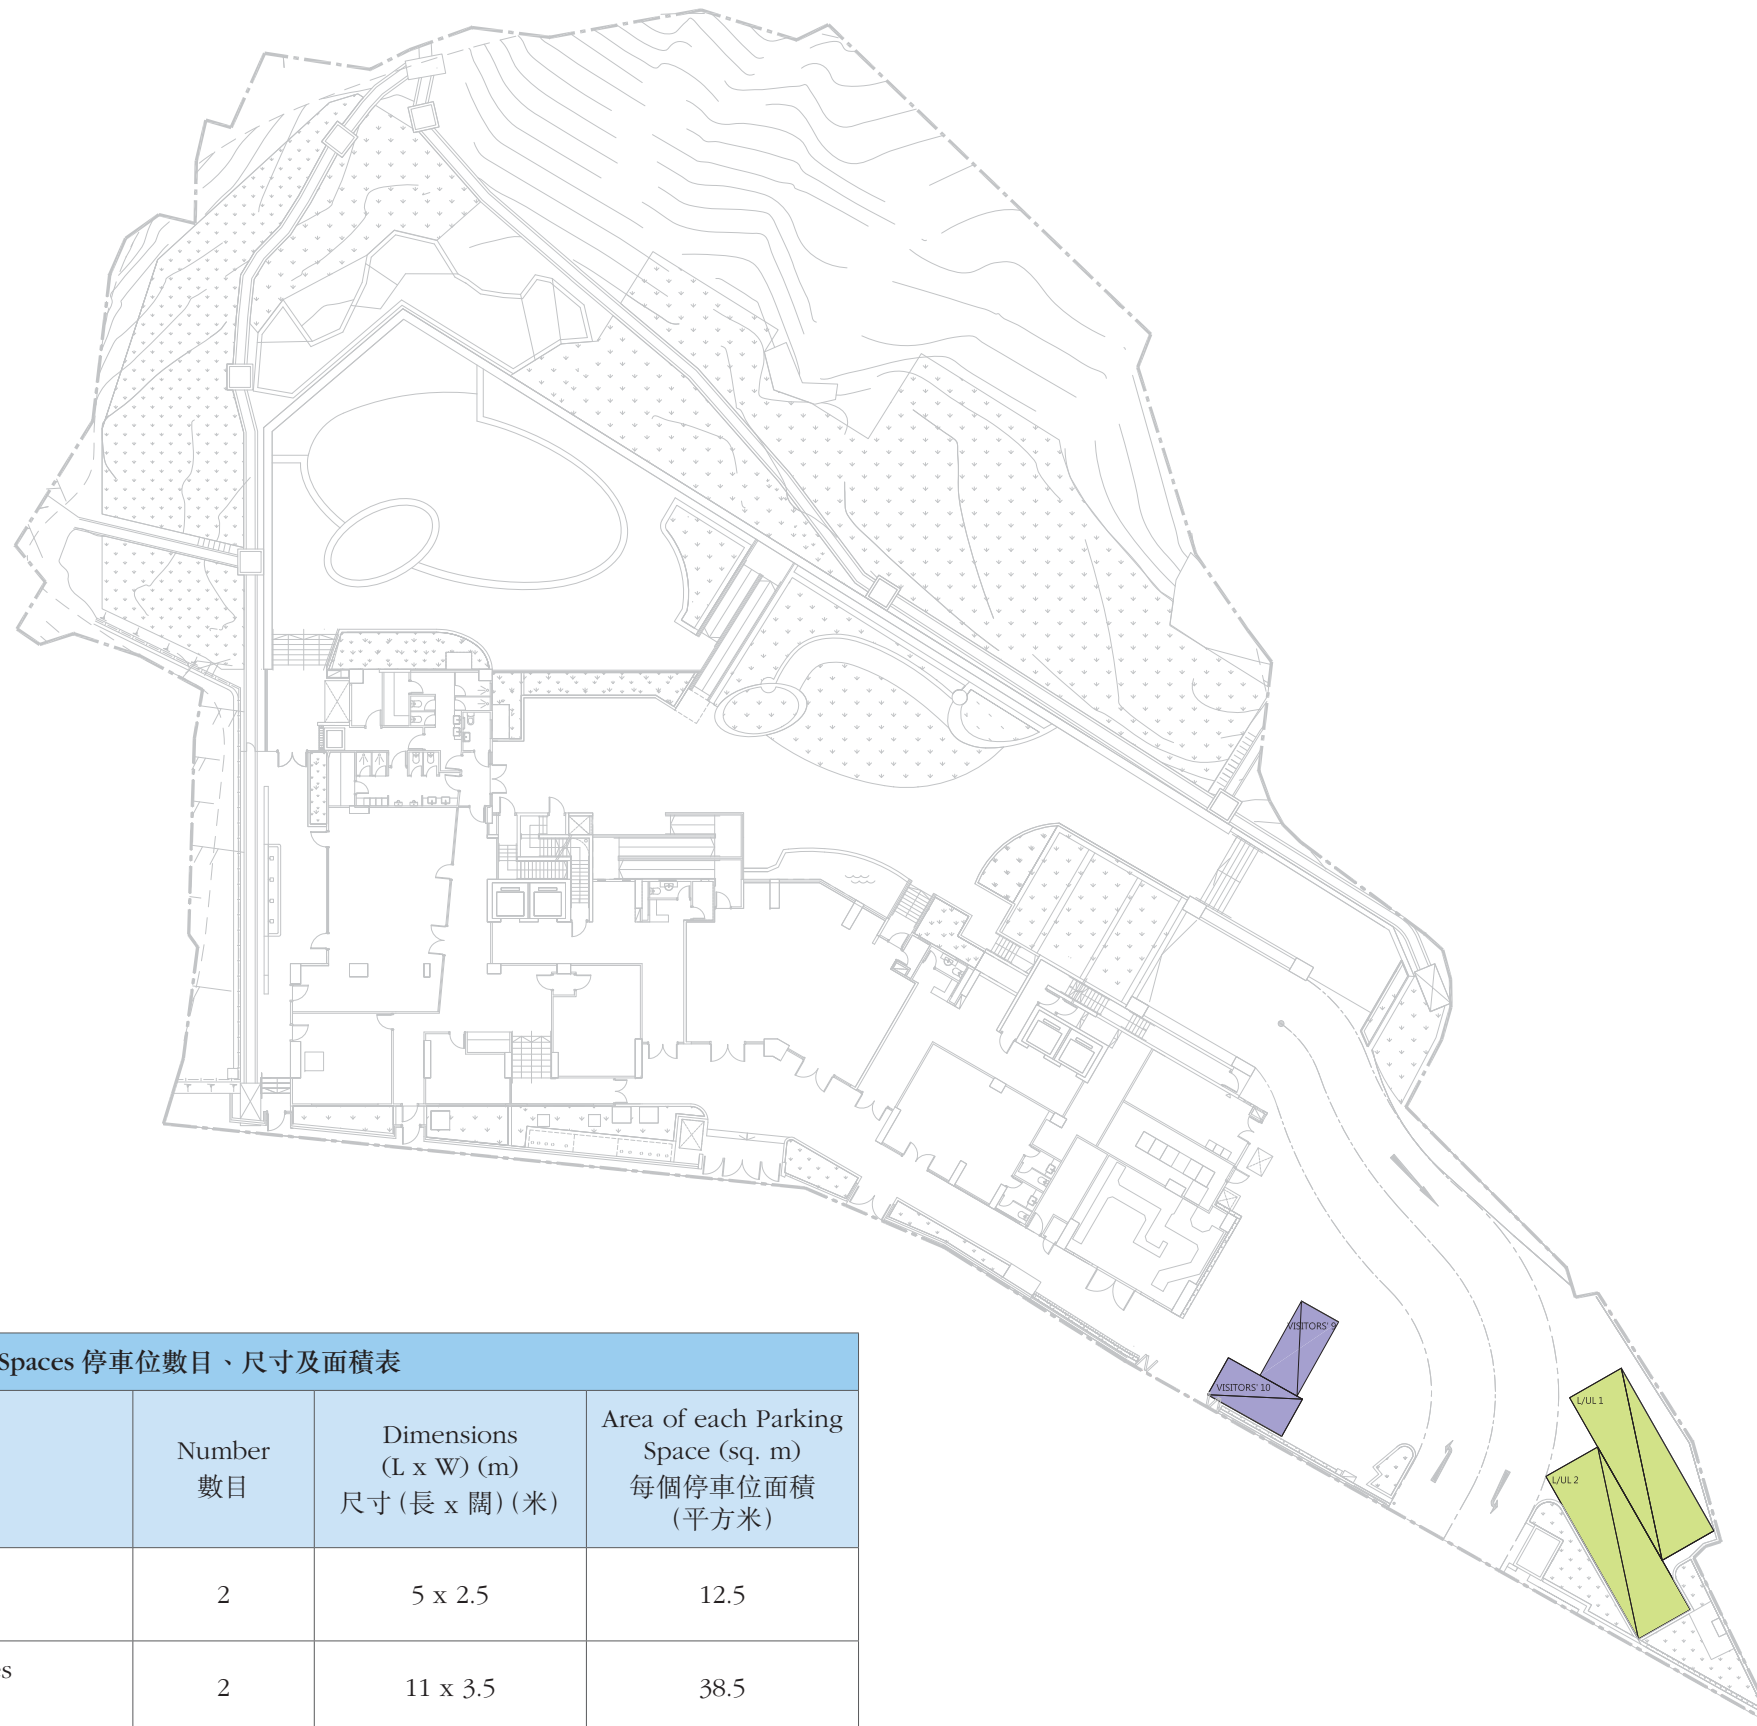 VISITORS' 9
VISITORS' 10
L/UL 1
L/UL 2
Spaces 停車位數目、尺寸及面積表
Number
數目
Dimensions
(L x W) (m)
尺寸 (長 x 闊) (米)
Area of each Parking
Space (sq. m)
每個停車位面積
(平方米)
2
5 x 2.5
12.5
es
2
11 x 3.5
38.5